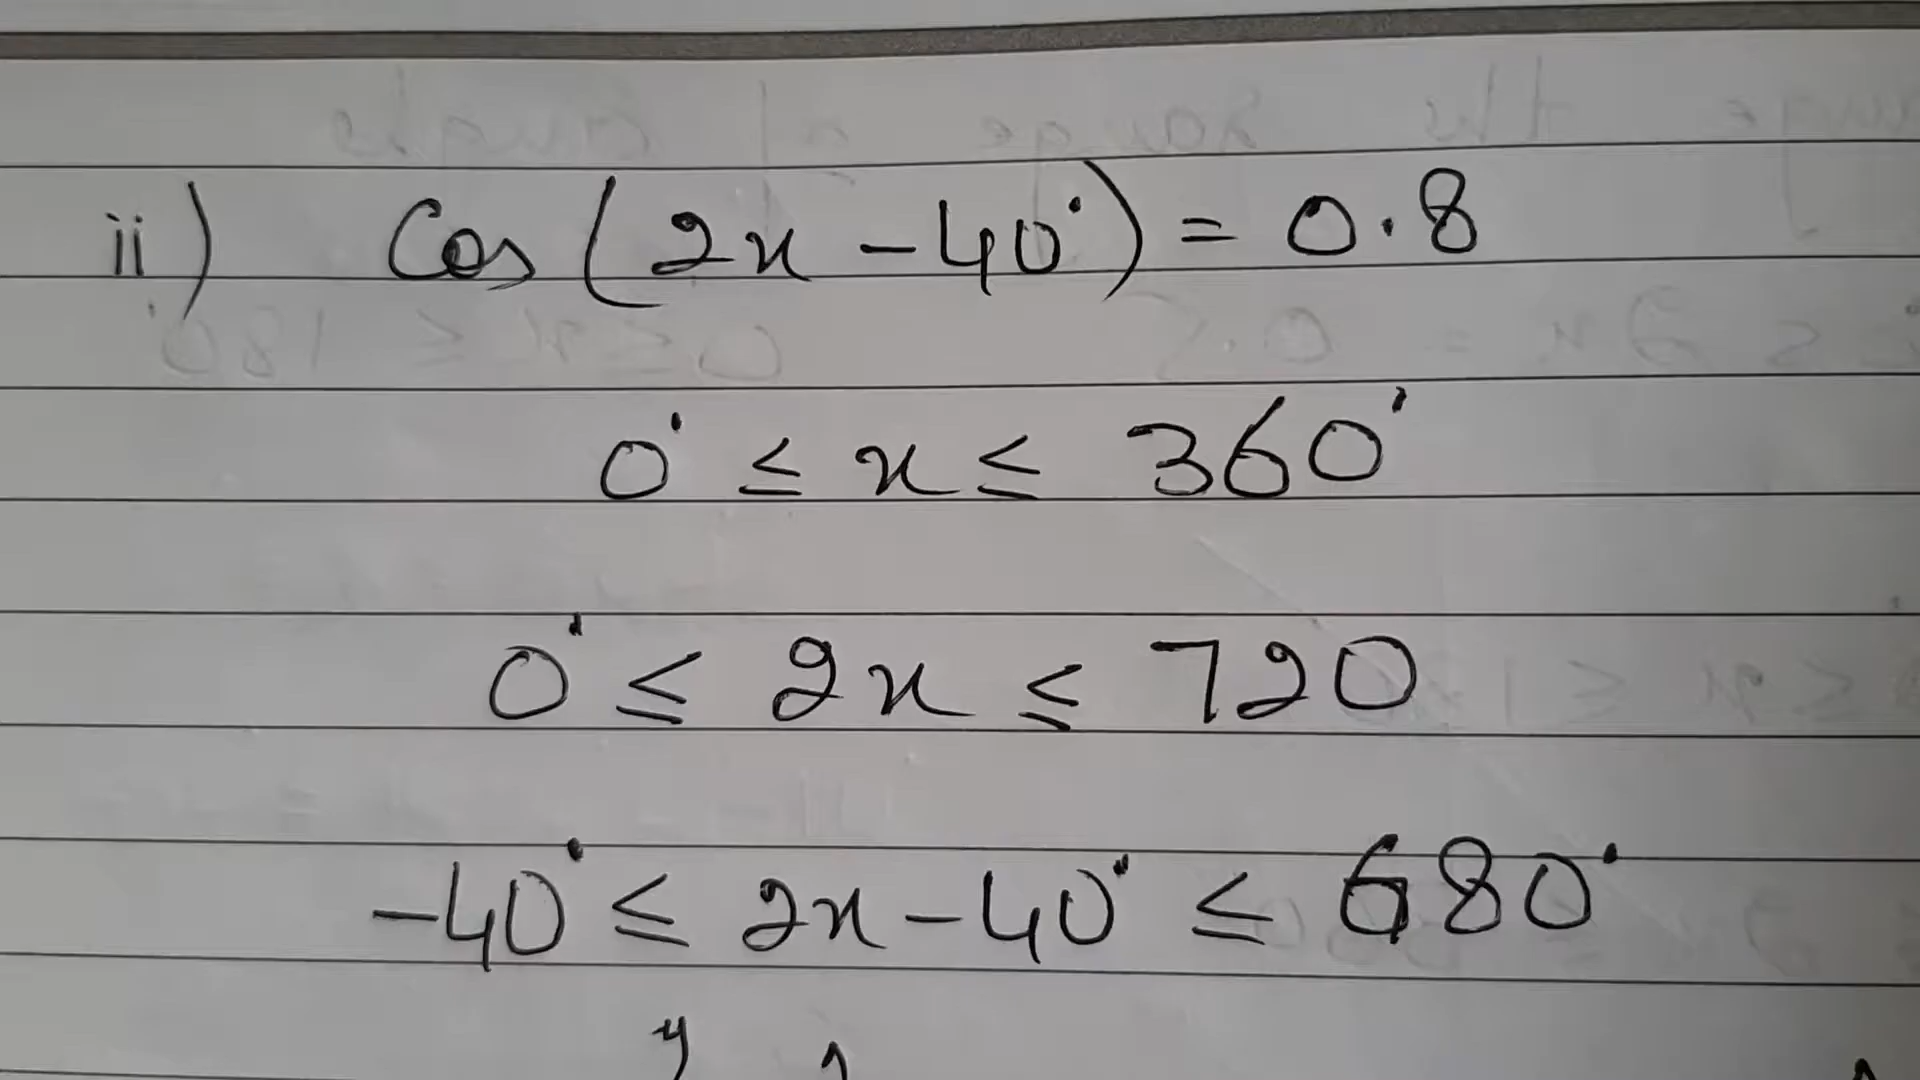 ii) Cos (2x - 40°) = 0.8
0° ≤ x ≤ 360°
0° ≤ 2x ≤ 720
-40° ≤ 2x - 40° ≤ 680°
y